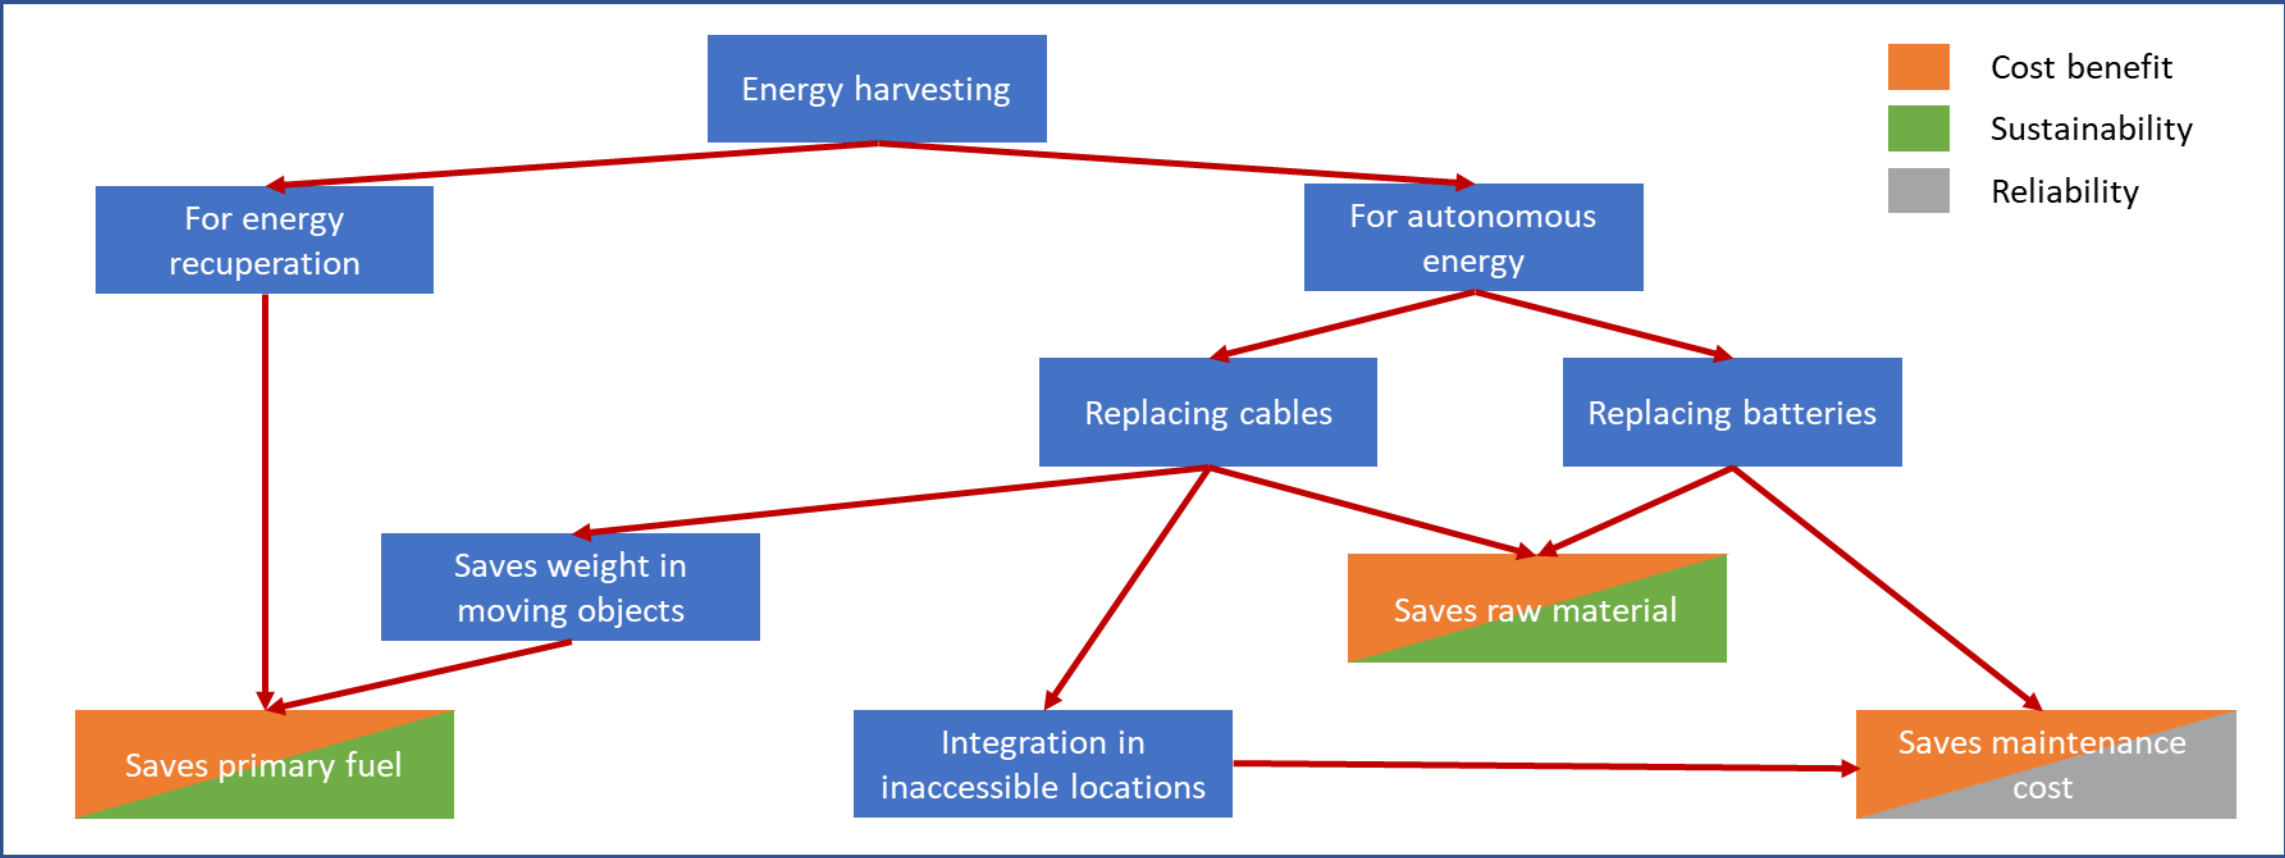 Energy harvesting
Cost benefit
Sustainability
Reliability
For energy
recuperation
For autonomous
energy
Replacing cables
Replacing batteries
Saves weight in
moving objects
Saves raw material
Saves primary fuel
Integration in
inaccessible locations
Saves maintenance
cost